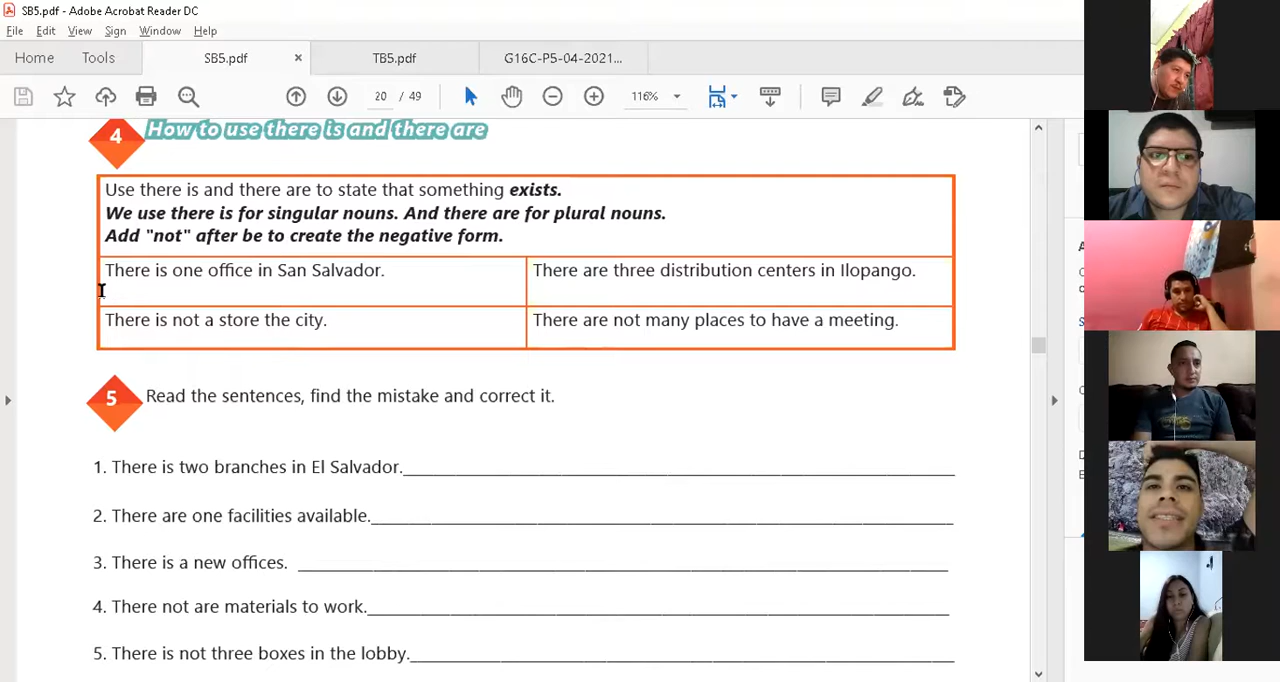 SB5.pdf - Adobe Acrobat Reader DC
File Edit View Sign Window Help
Home Tools SB5.pdf × TB5.pdf G16C-P5-04-2021...
20 / 49 116%
4 How to use there is and there are
Use there is and there are to state that something exists.
We use there is for singular nouns. And there are for plural nouns.
Add "not" after be to create the negative form.
There is one office in San Salvador. There are three distribution centers in Ilopango.
There is not a store the city. There are not many places to have a meeting.
5 Read the sentences, find the mistake and correct it.
1. There is two branches in El Salvador.
2. There are one facilities available.
3. There is a new offices.
4. There not are materials to work.
5. There is not three boxes in the lobby.